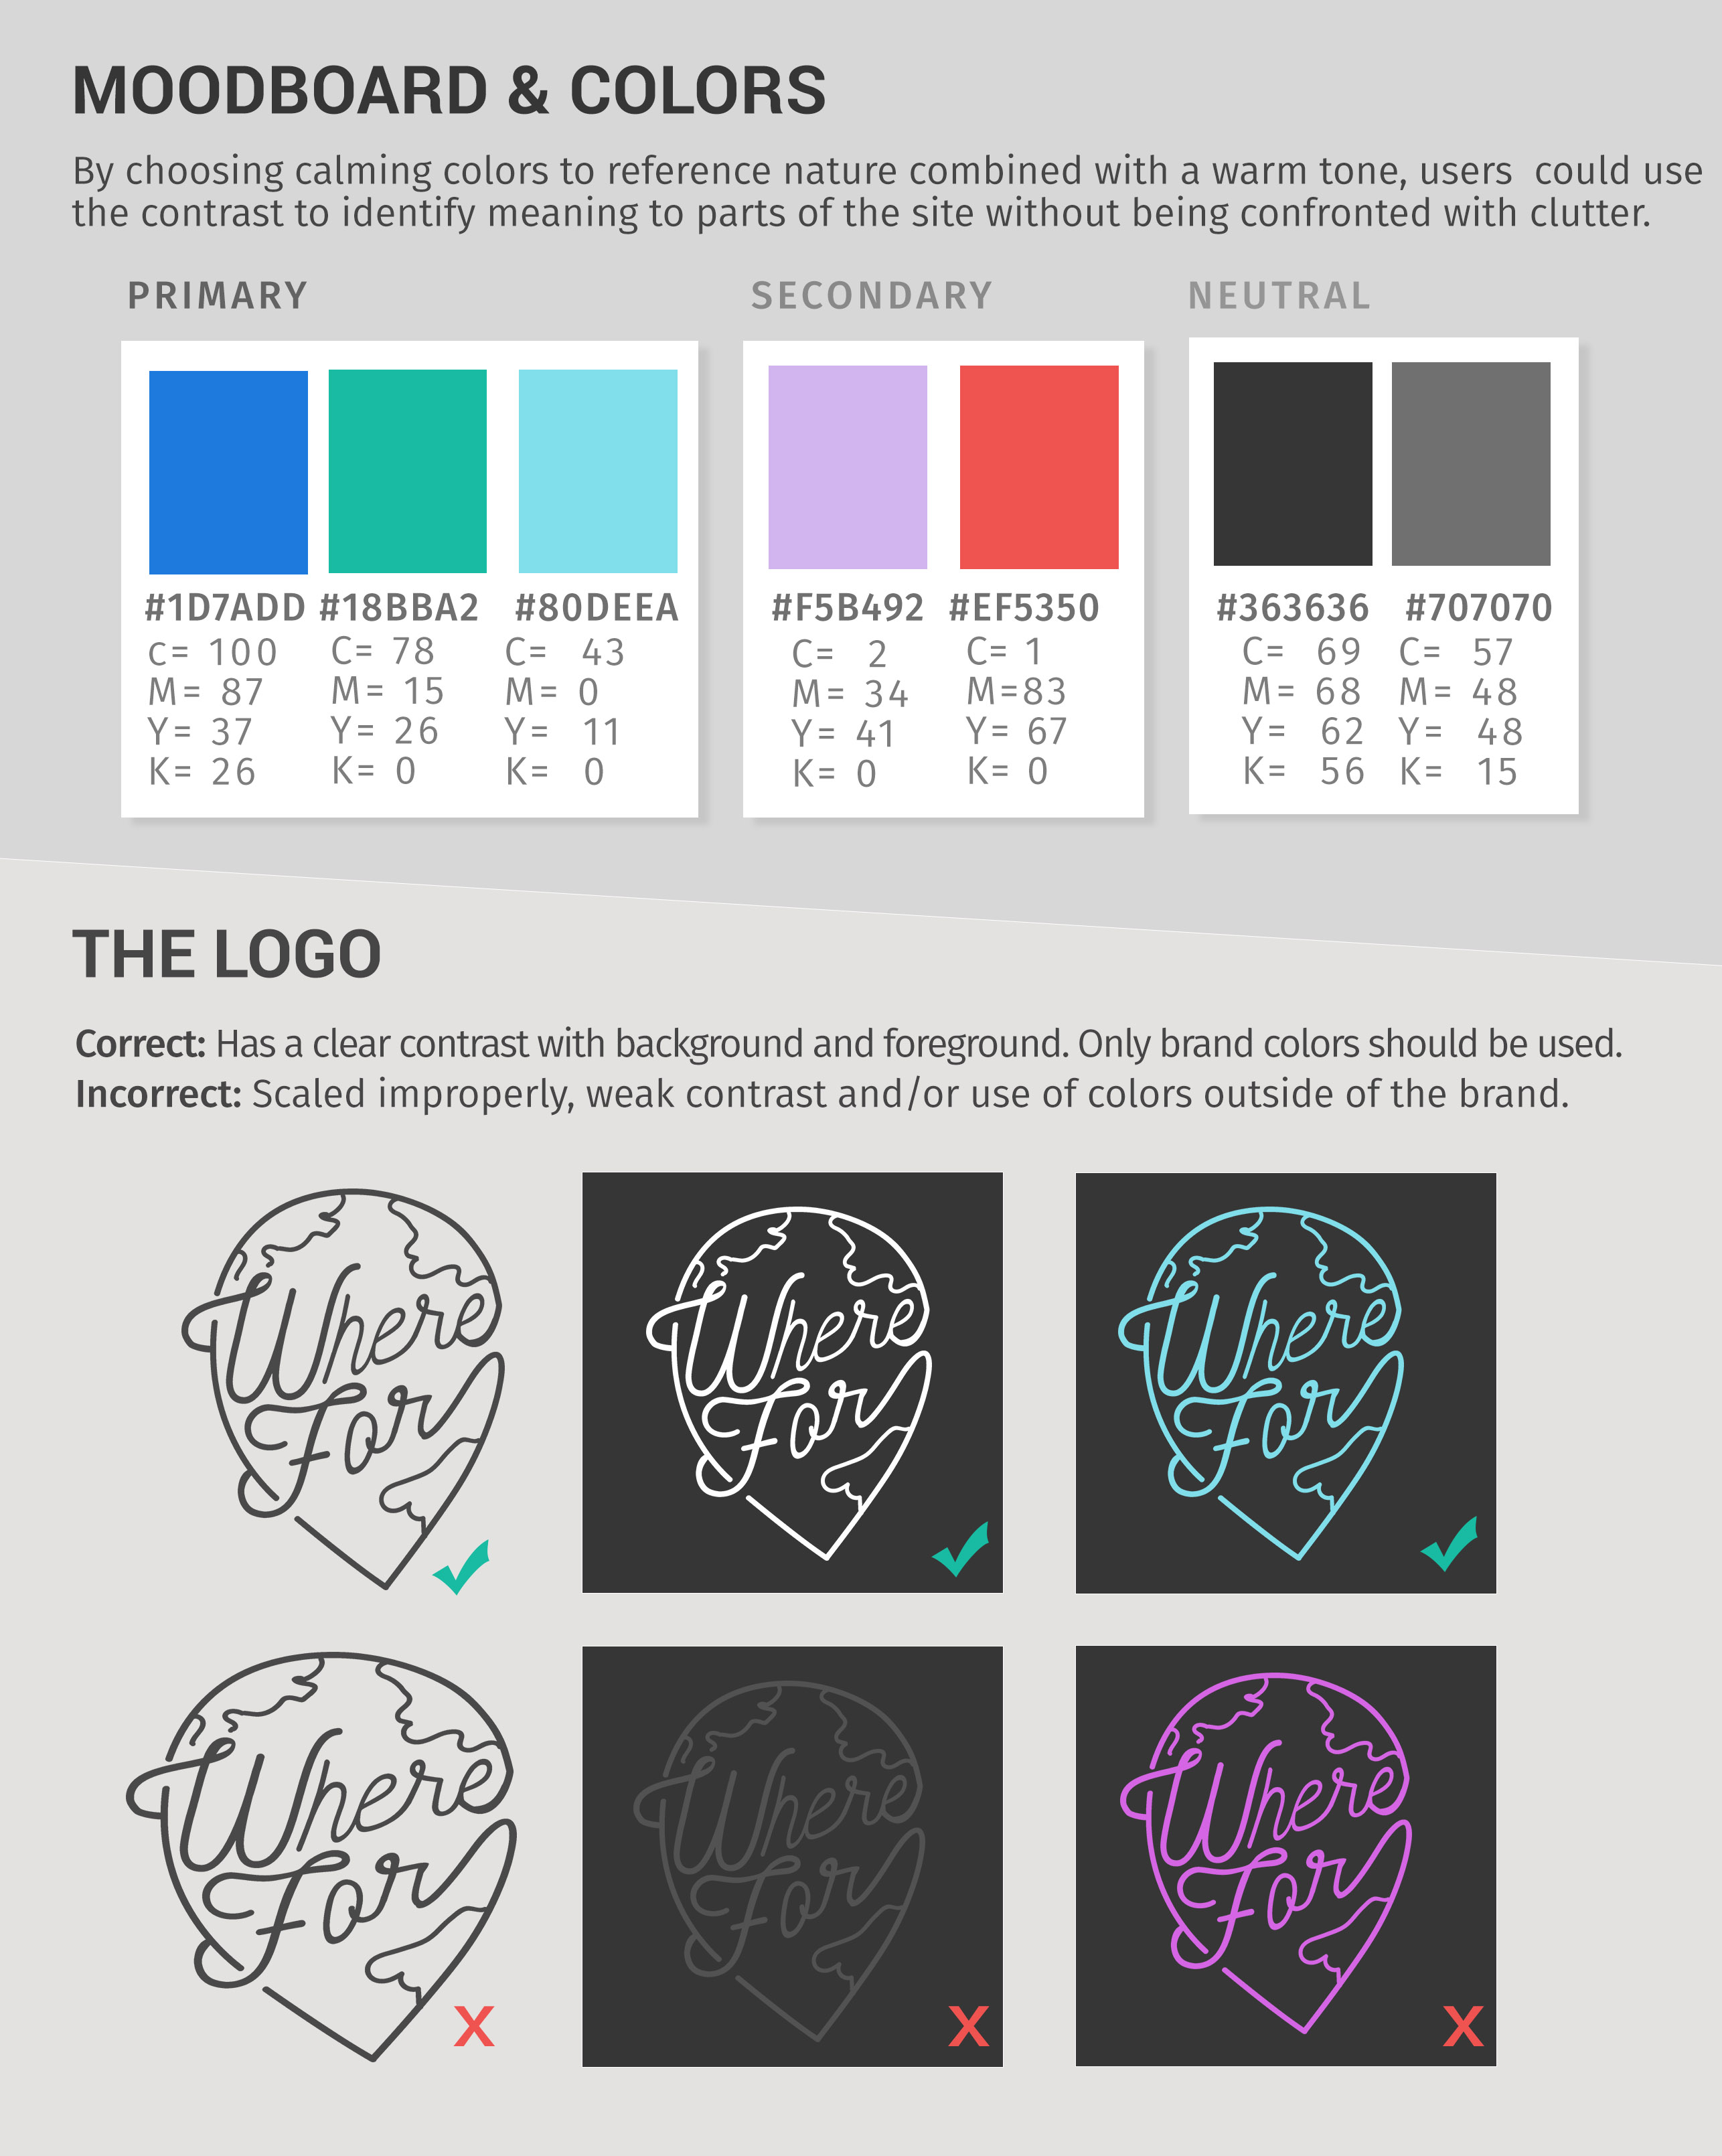 MOODBOARD & COLORS
By choosing calming colors to reference nature combined with a warm tone, users could use
the contrast to identify meaning to parts of the site without being confronted with clutter.
PRIMARY
#1D7ADD #18BBA2 #80DEEA
c= 100 C= 78 C= 43
M= 87 M= 15 M= 0
Y= 37 Y= 26 Y= 11
K= 26 K= 0 K= 0
SECONDARY
#F5B492 #EF5350
C= 2 C= 1
M= 34 M=83
Y= 41 Y= 67
K= 0 K= 0
NEUTRAL
#363636 #707070
C= 69 C= 57
M= 68 M= 48
Y= 62 Y= 48
K= 56 K= 15
THE LOGO
Correct: Has a clear contrast with background and foreground. Only brand colors should be used.
Incorrect: Scaled improperly, weak contrast and/or use of colors outside of the brand.
Where
For
Where
For
Where
For
Where
For
X
Where
For
X
Where
For
X